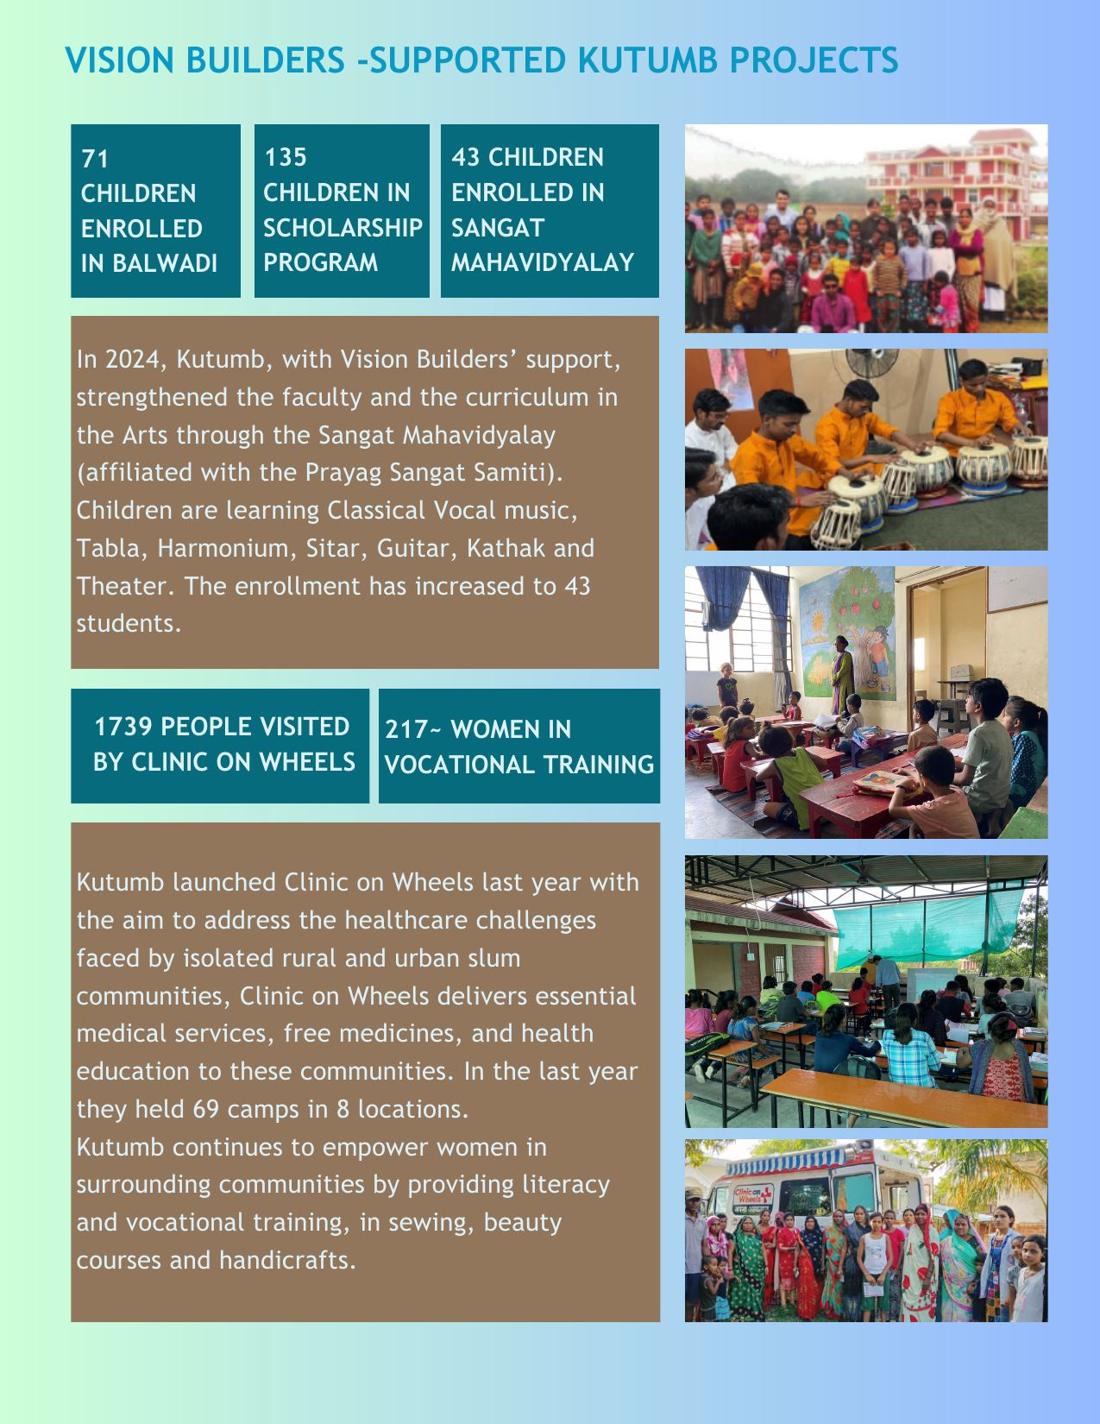 VISION BUILDERS -SUPPORTED KUTUMB PROJECTS
71
CHILDREN
ENROLLED
IN BALWADI
135
CHILDREN IN
SCHOLARSHIP
PROGRAM
43 CHILDREN
ENROLLED IN
SANGAT
MAHAVIDYALAY
In 2024, Kutumb, with Vision Builders’ support,
strengthened the faculty and the curriculum in
the Arts through the Sangat Mahavidyalay
(affiliated with the Prayag Sangat Samiti).
Children are learning Classical Vocal music,
Tabla, Harmonium, Sitar, Guitar, Kathak and
Theater. The enrollment has increased to 43
students.
1739 PEOPLE VISITED
BY CLINIC ON WHEELS
217~ WOMEN IN
VOCATIONAL TRAINING
Kutumb launched Clinic on Wheels last year with
the aim to address the healthcare challenges
faced by isolated rural and urban slum
communities, Clinic on Wheels delivers essential
medical services, free medicines, and health
education to these communities. In the last year
they held 69 camps in 8 locations.
Kutumb continues to empower women in
surrounding communities by providing literacy
and vocational training, in sewing, beauty
courses and handicrafts.
Clinic on
Wheels